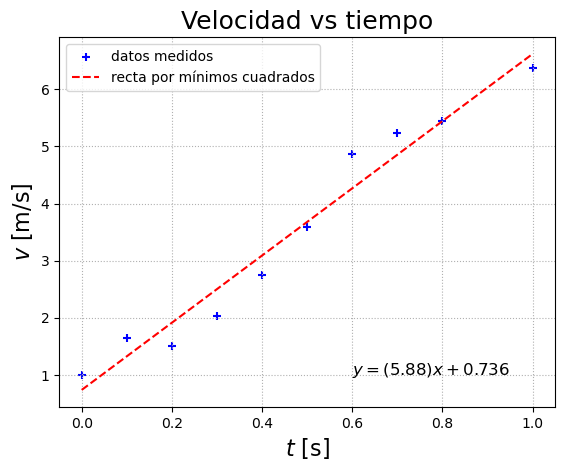 Velocidad vs tiempo
datos medidos
recta por mínimos cuadrados
v [m/s]
6
5
4
3
2
1
y = (5.88)x + 0.736
0.0 0.2 0.4 0.6 0.8 1.0
t [s]